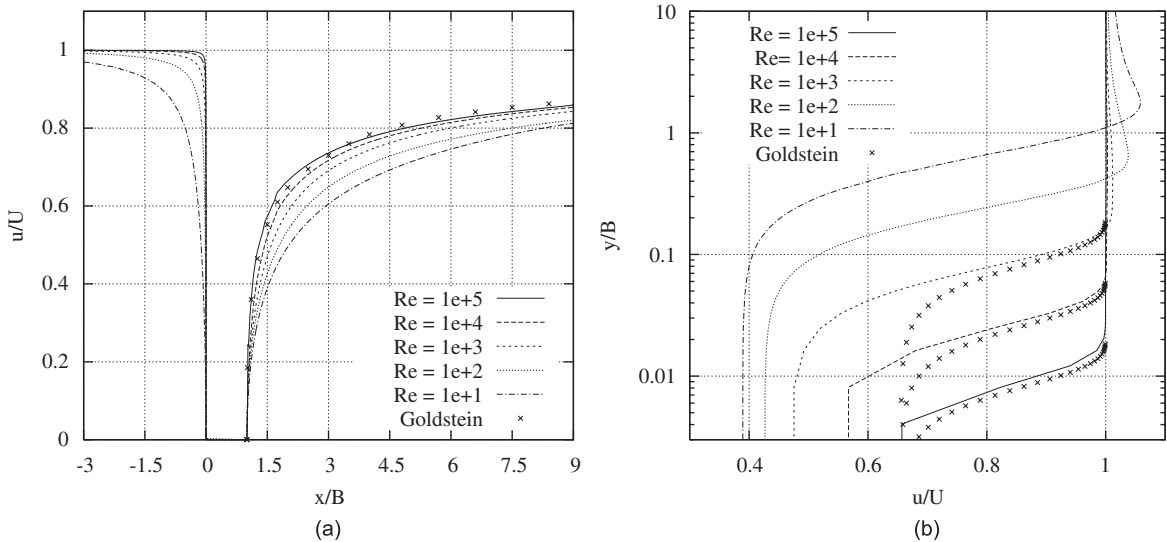 1
0.8
0.6
0.4
0.2
0
u/U
-3
-1.5
0
1.5
3
4.5
6
7.5
9
x/B
Re = 1e+5
Re = 1e+4
Re = 1e+3
Re = 1e+2
Re = 1e+1
Goldstein
(a)
10
1
0.1
0.01
y/B
0.4
0.6
0.8
1
u/U
Re = 1e+5
Re= 1e+4
Re = 1e+3
Re = 1e+2
Re = 1e+1
Goldstein
(b)